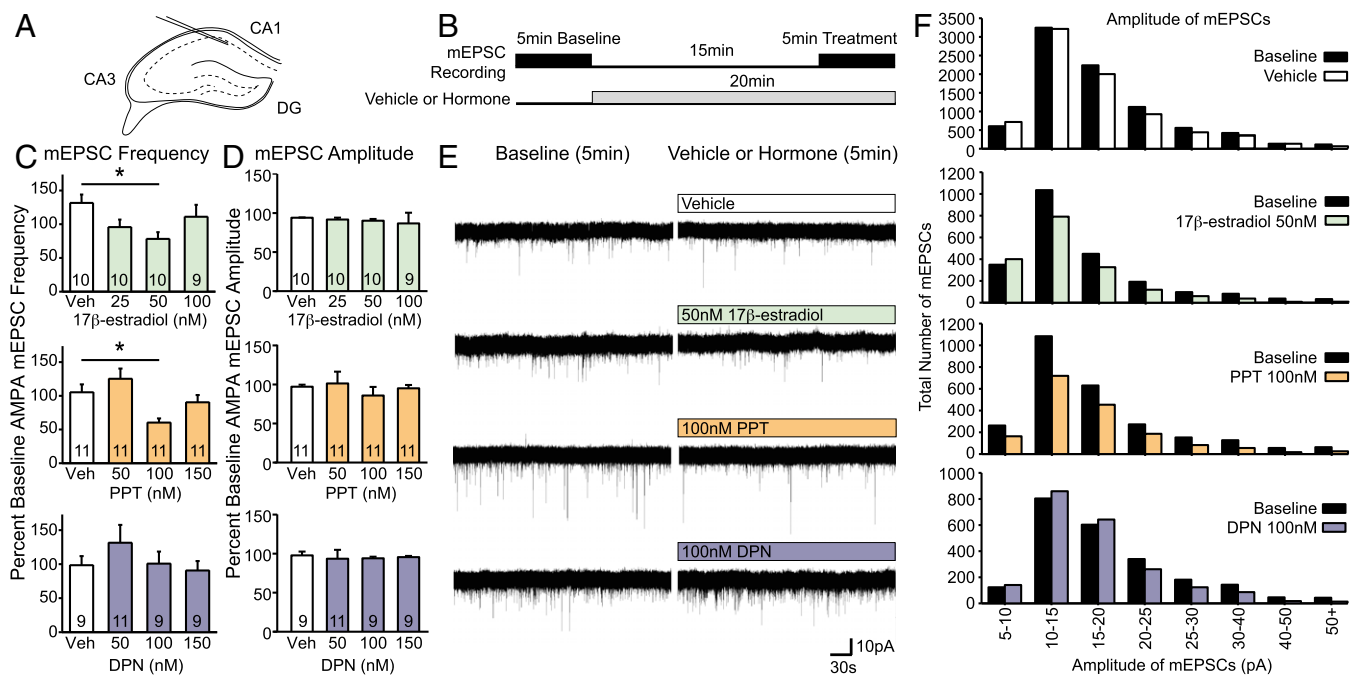 A
CA1
CA3
DG
B
5min Baseline
15min
5min Treatment
mEPSC
Recording
20min
Vehicle or Hormone
C
mEPSC Frequency
Percent Baseline AMPA mEPSC Frequency
150
100
50
0
*
10
10
10
9
Veh
25
50
100
17β-estradiol (nM)
150
100
50
0
*
11
11
11
11
Veh
50
100
150
PPT (nM)
150
100
50
0
9
11
9
9
Veh
50
100
150
DPN (nM)
D
mEPSC Amplitude
Percent Baseline AMPA mEPSC Amplitude
150
100
50
0
10
10
10
9
Veh
25
50
100
17β-estradiol (nM)
150
100
50
0
11
11
11
11
Veh
50
100
150
PPT (nM)
150
100
50
0
9
11
9
9
Veh
50
100
150
DPN (nM)
E
Baseline (5min)
Vehicle or Hormone (5min)
Vehicle
50nM 17β-estradiol
100nM PPT
100nM DPN
10pA
30s
F
Amplitude of mEPSCs
Total Number of mEPSCs
3500
3000
2500
2000
1500
1000
500
0
Baseline
Vehicle
1200
1000
800
600
400
200
0
Baseline
17β-estradiol 50nM
1200
1000
800
600
400
200
0
Baseline
PPT 100nM
1000
800
600
400
200
0
Baseline
DPN 100nM
5-10
10-15
15-20
20-25
25-30
30-40
40-50
50+
Amplitude of mEPSCs (pA)